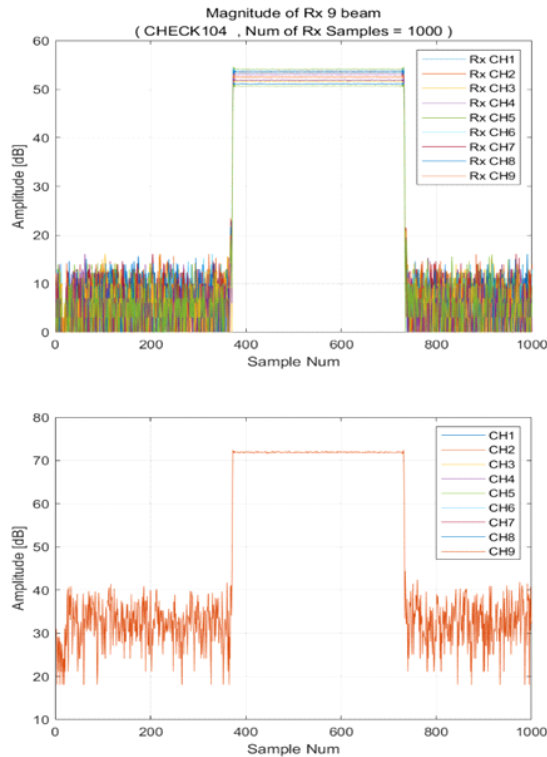 Magnitude of Rx 9 beam
( CHECK104 , Num of Rx Samples = 1000 )
60
50
40
30
20
10
0
Amplitude [dB]
Rx CH1
Rx CH2
Rx CH3
Rx CH4
Rx CH5
Rx CH6
Rx CH7
Rx CH8
Rx CH9
0 200 400 600 800 1000
Sample Num
80
70
60
50
40
30
20
10
Amplitude [dB]
CH1
CH2
CH3
CH4
CH5
CH6
CH7
CH8
CH9
0 200 400 600 800 1000
Sample Num